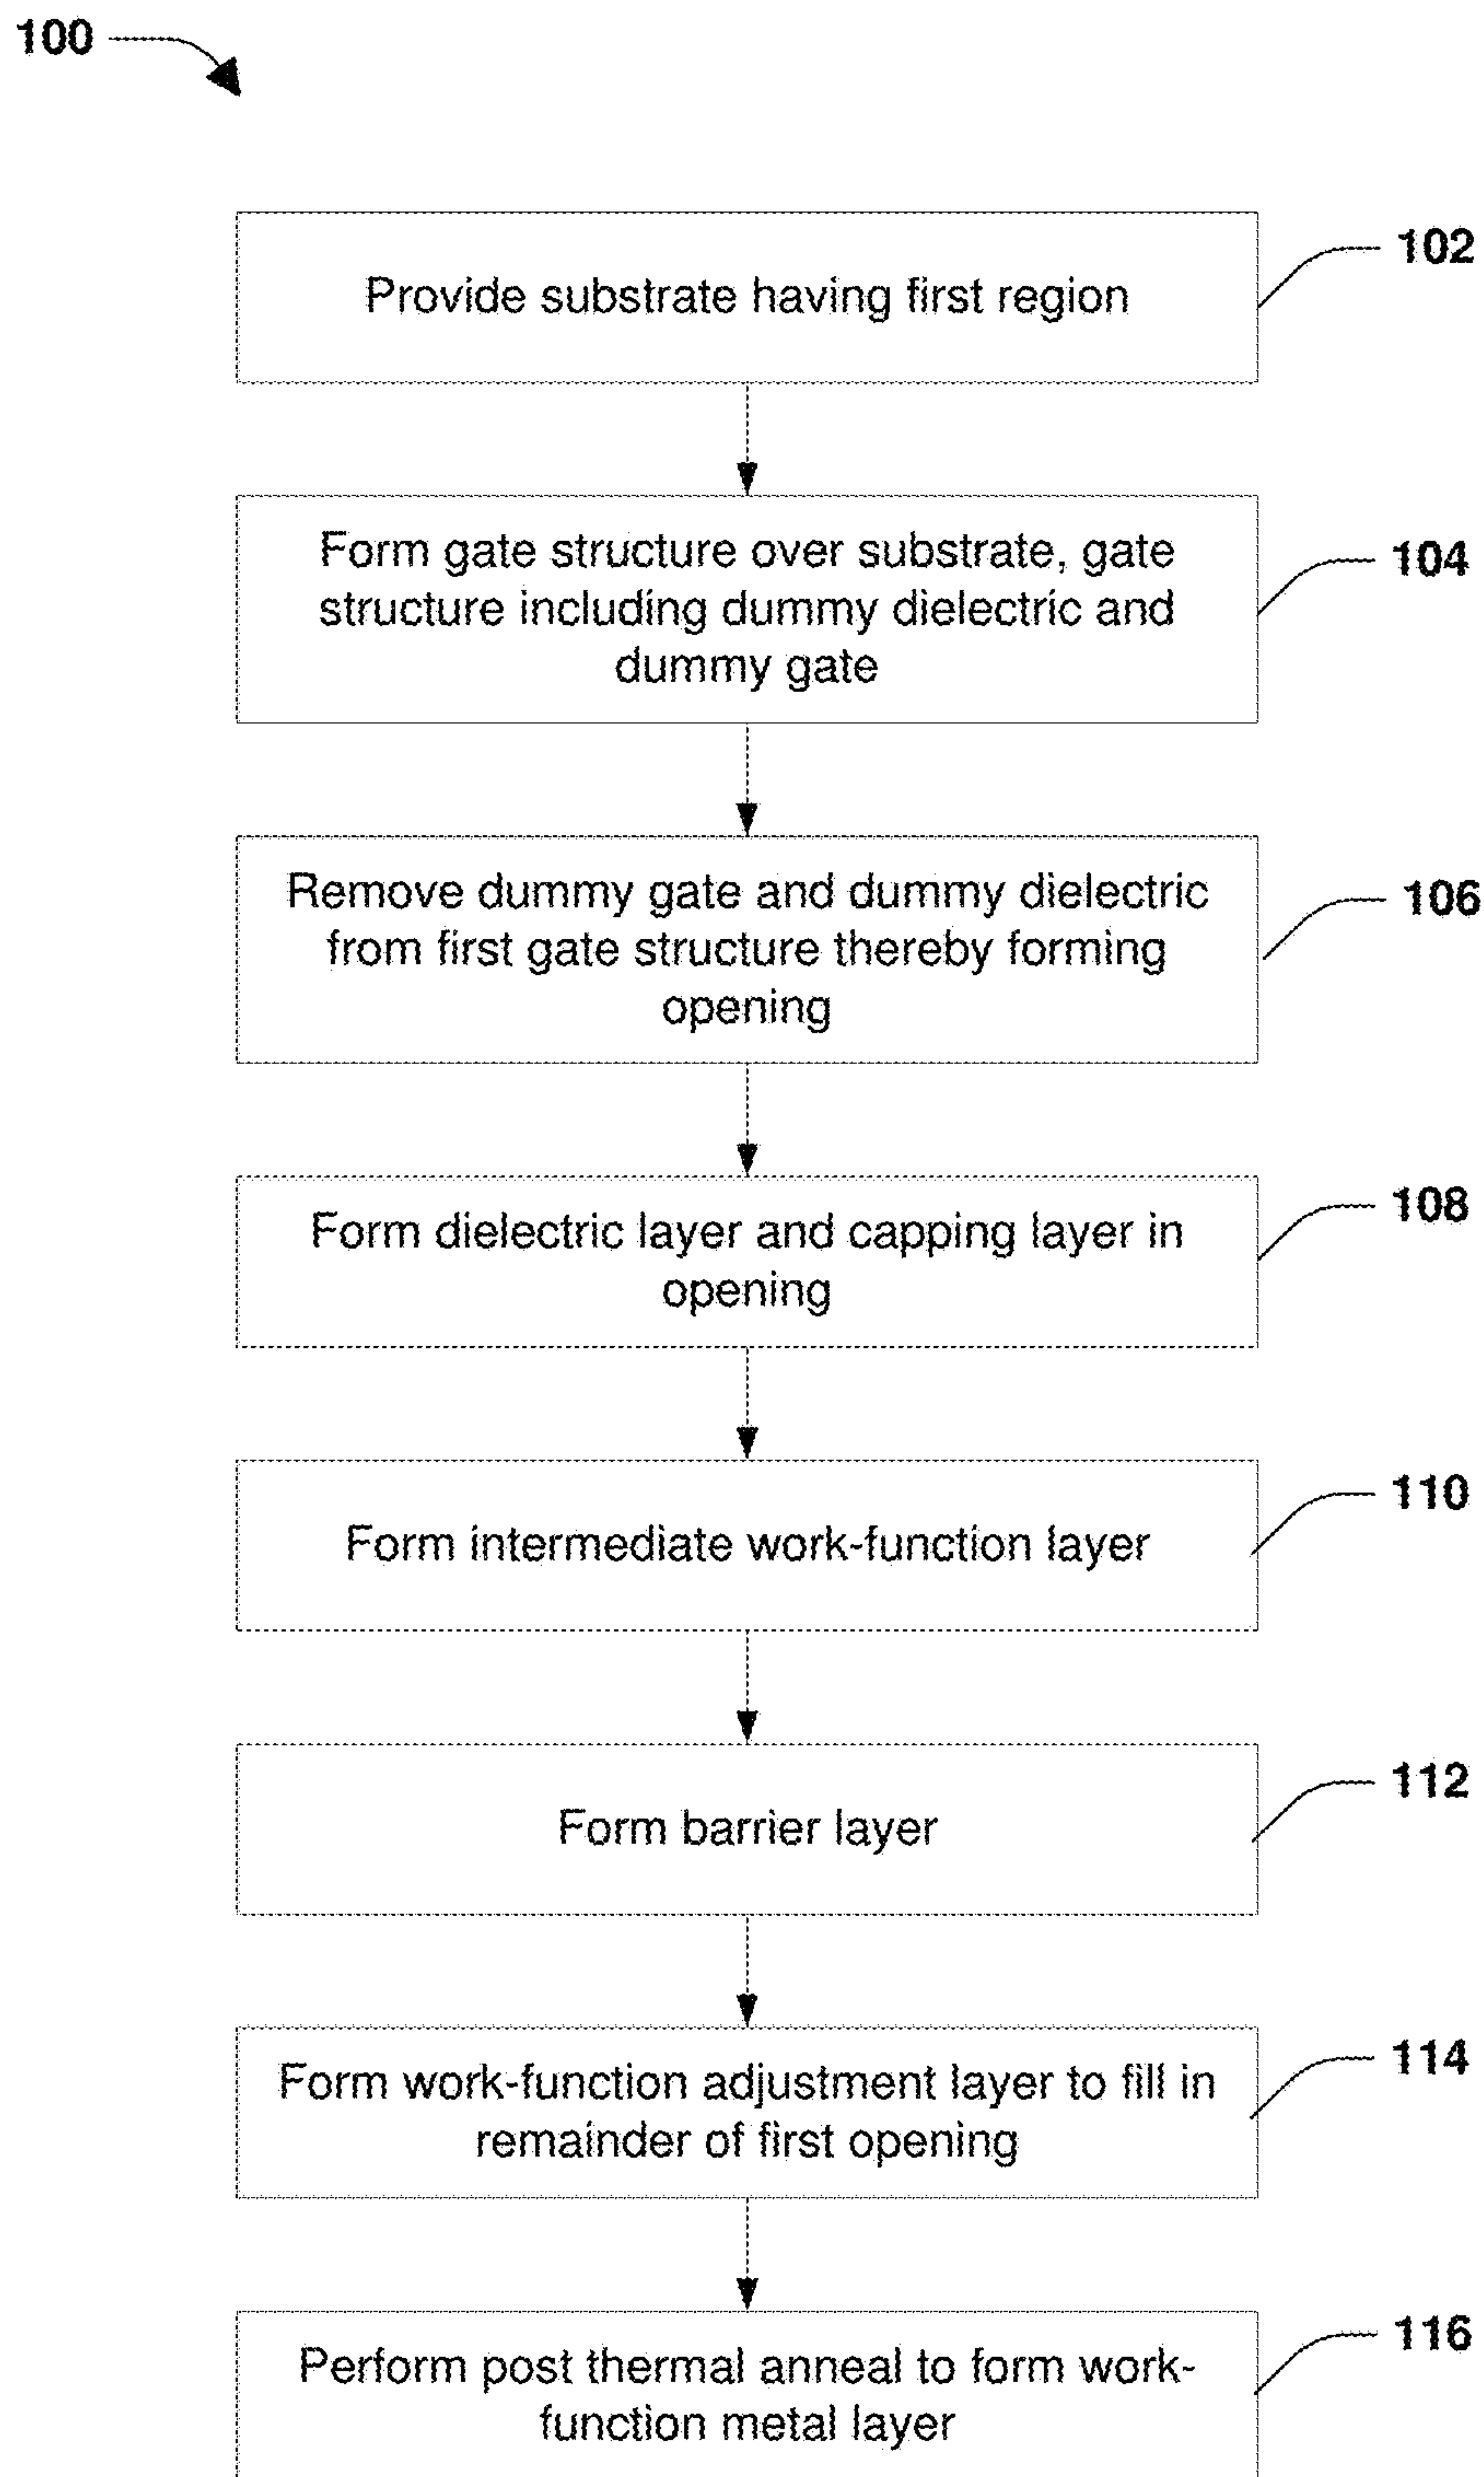 100
Provide substrate having first region
102
Form gate structure over substrate, gate
structure including dummy dielectric and
dummy gate
104
Remove dummy gate and dummy dielectric
from first gate structure thereby forming
opening
106
Form dielectric layer and capping layer in
opening
108
Form intermediate work-function layer
110
Form barrier layer
112
Form work-function adjustment layer to fill in
remainder of first opening
114
Perform post thermal anneal to form work-
function metal layer
116